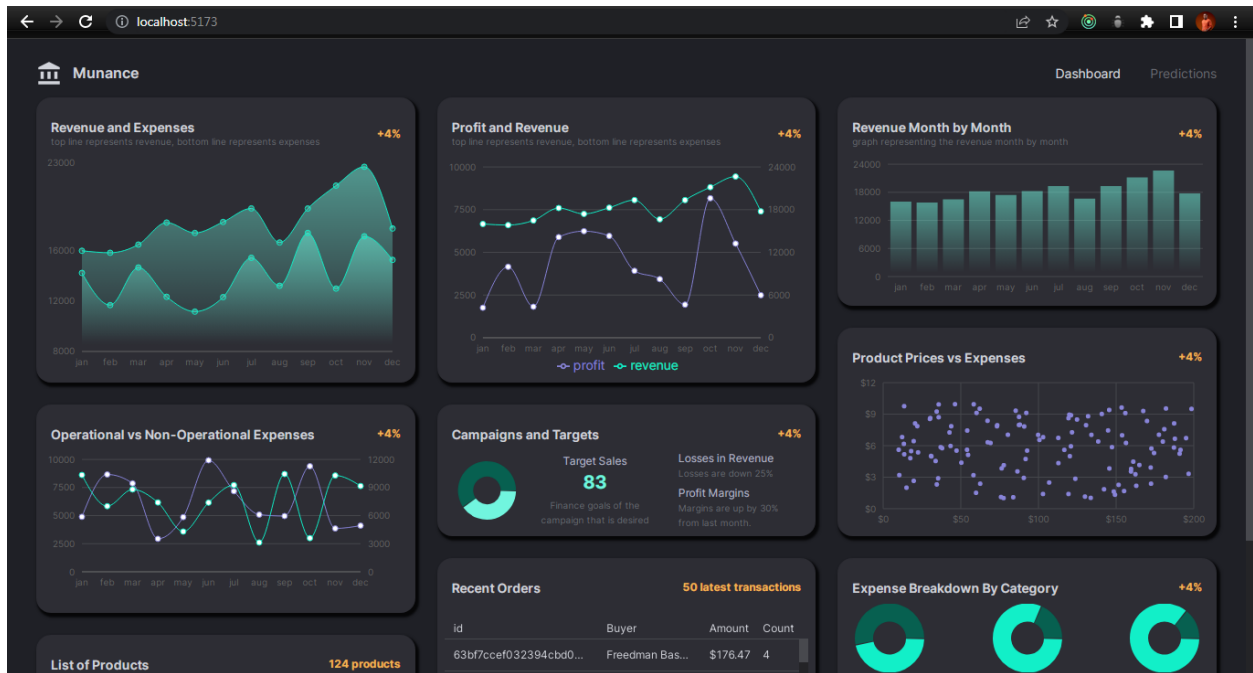 localhost:5173
Munance
Dashboard Predictions
Revenue and Expenses
top line represents revenue, bottom line represents expenses
+4%
23000
16000
12000
8000
jan feb mar apr may jun jul aug sep oct nov dec
Profit and Revenue
top line represents revenue, bottom line represents expenses
+4%
10000 24000
7500 18000
5000 12000
2500 6000
0 0
jan feb mar apr may jun jul aug sep oct nov dec
profit revenue
Revenue Month by Month
graph representing the revenue month by month
+4%
24000
18000
12000
6000
0
jan feb mar apr may jun jul aug sep oct nov dec
Operational vs Non-Operational Expenses +4%
10000 12000
7500 9000
5000 6000
2500 3000
0 0
jan feb mar apr may jun jul aug sep oct nov dec
Campaigns and Targets +4%
Target Sales
83
Finance goals of the
campaign that is desired
Losses in Revenue
Losses are down 25%
Profit Margins
Margins are up by 30%
from last month.
Product Prices vs Expenses +4%
$12
$9
$6
$3
$0
$0 $50 $100 $150 $200
List of Products 124 products
Recent Orders 50 latest transactions
id Buyer Amount Count
63bf7ccef032394cbd0... Freedman Bas... $176.47 4
Expense Breakdown By Category +4%